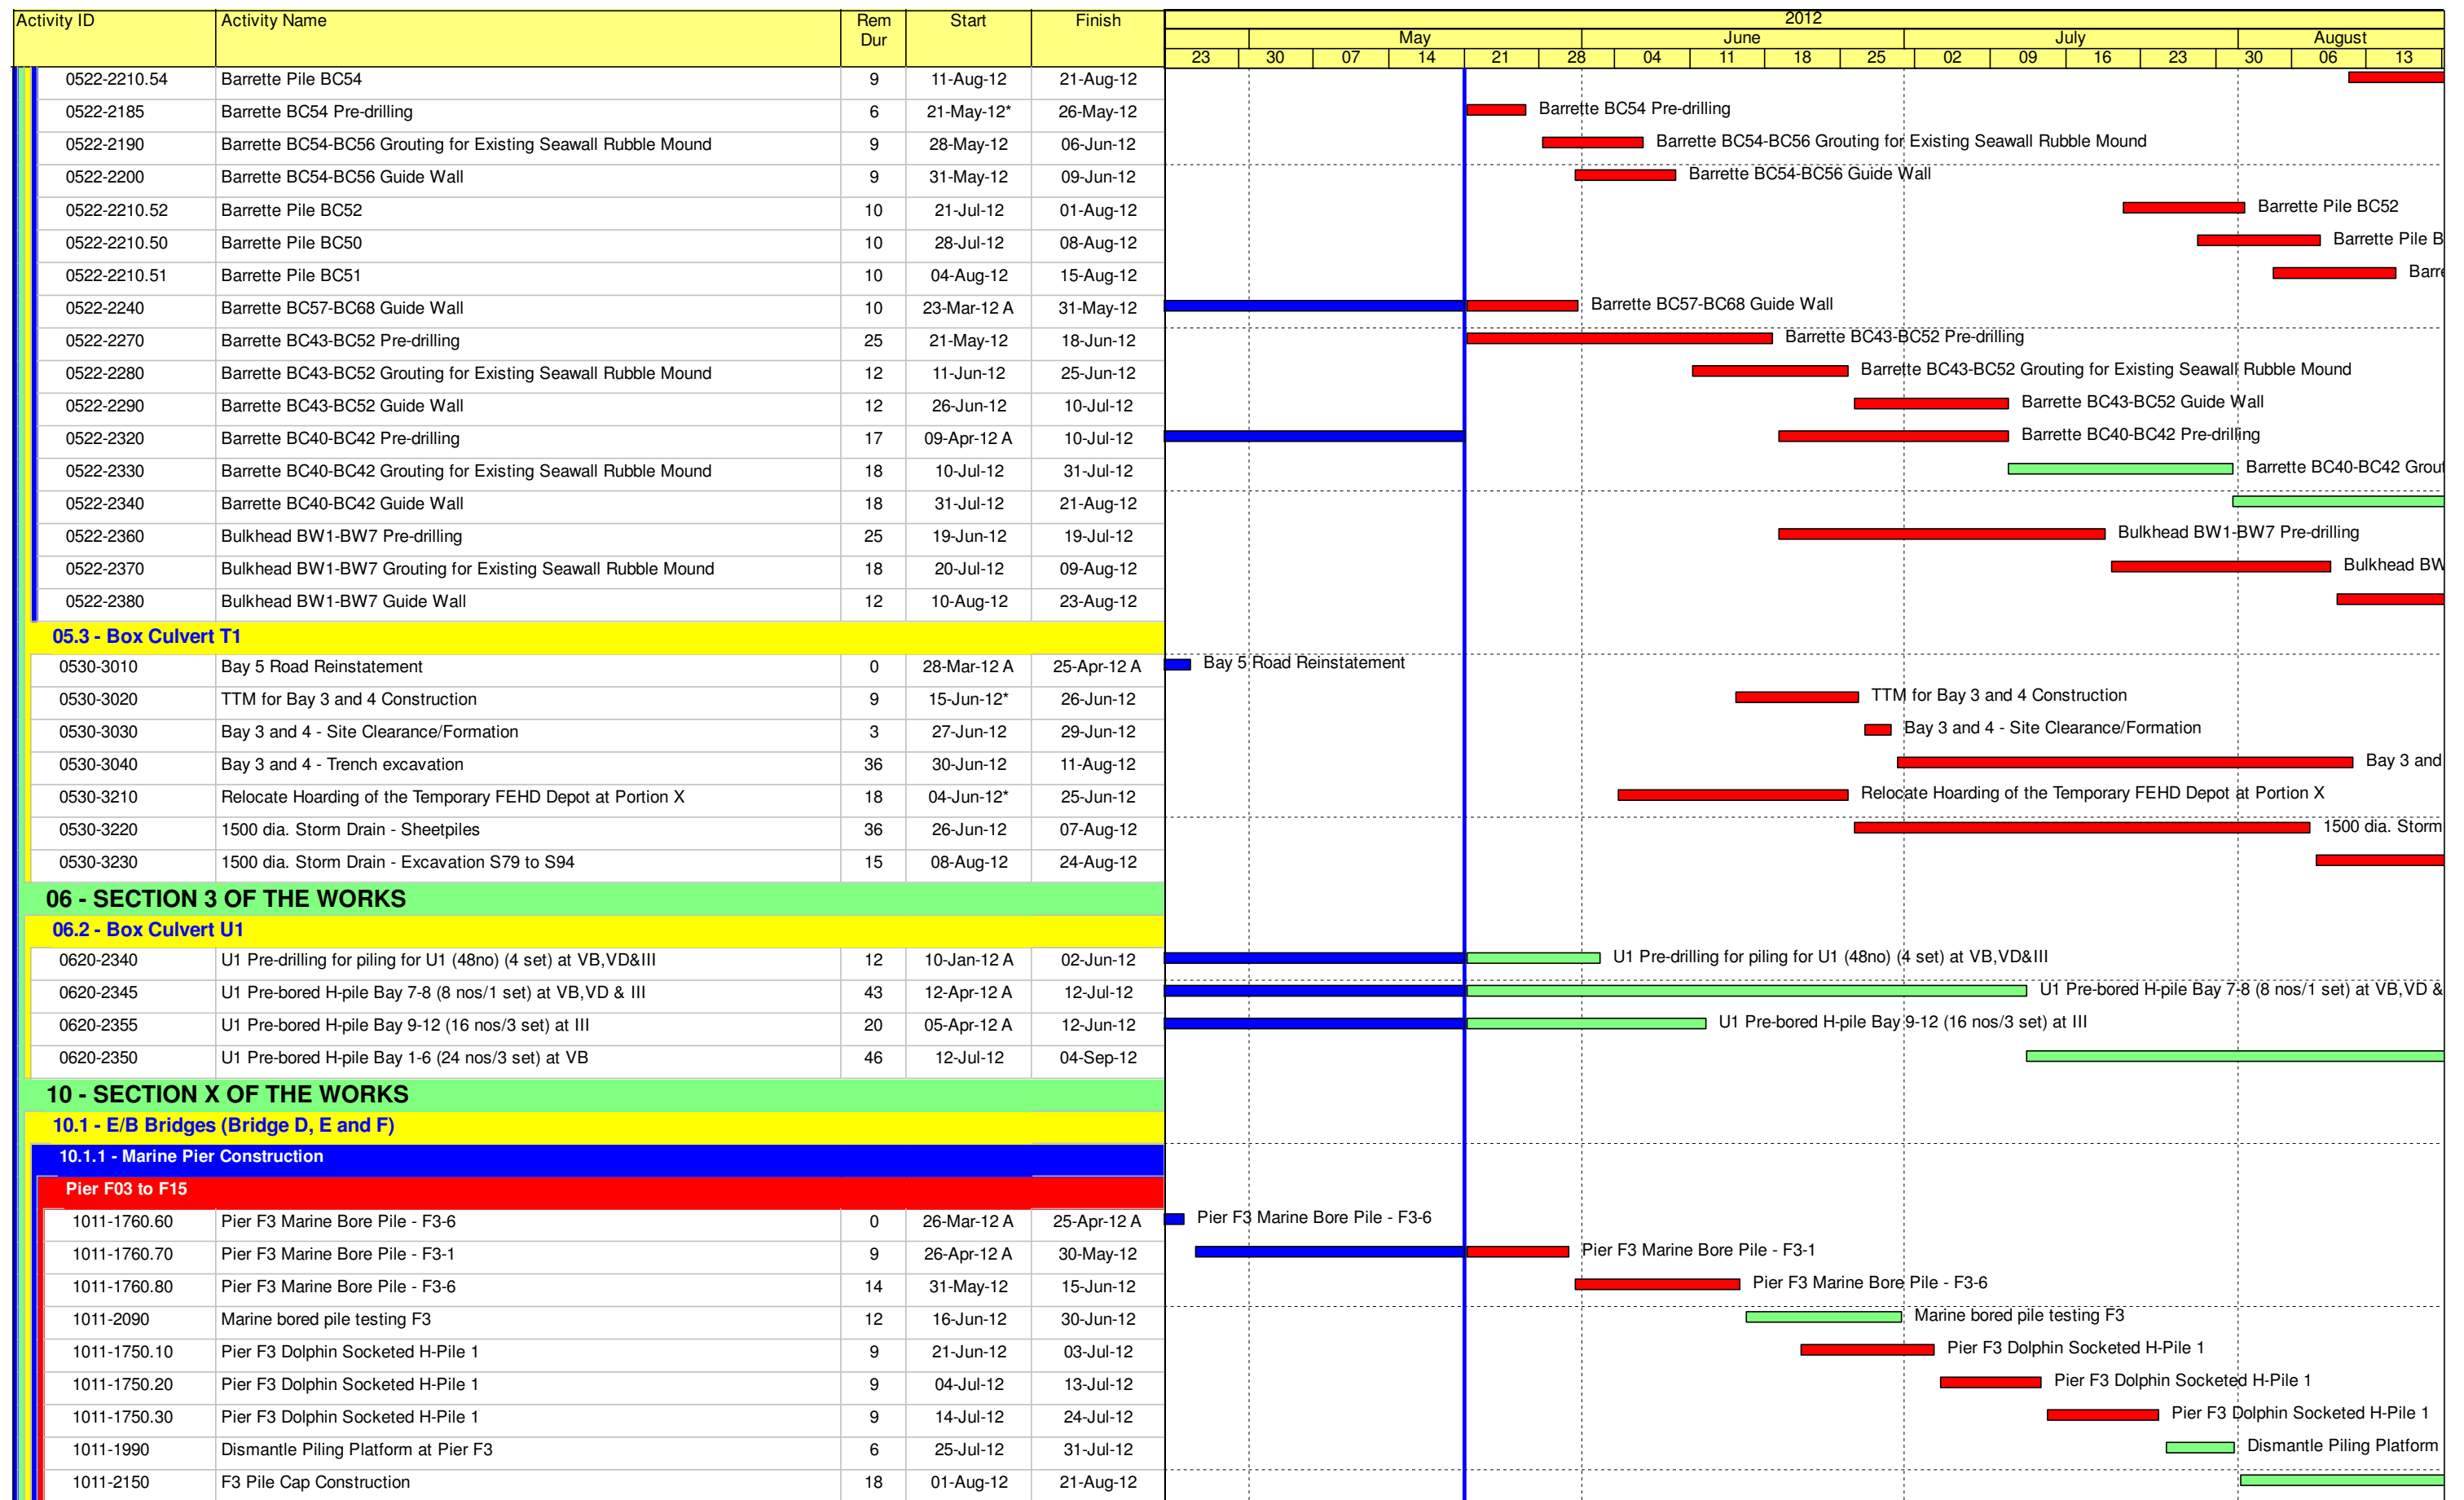 Activity ID Activity Name Rem Dur Start Finish 2012
May June July August
23 30 07 14 21 28 04 11 18 25 02 09 16 23 30 06 13
0522-2210.54 Barrette Pile BC54 9 11-Aug-12 21-Aug-12
0522-2185 Barrette BC54 Pre-drilling 6 21-May-12* 26-May-12 Barrette BC54 Pre-drilling
0522-2190 Barrette BC54-BC56 Grouting for Existing Seawall Rubble Mound 9 28-May-12 06-Jun-12 Barrette BC54-BC56 Grouting for Existing Seawall Rubble Mound
0522-2200 Barrette BC54-BC56 Guide Wall 9 31-May-12 09-Jun-12 Barrette BC54-BC56 Guide Wall
0522-2210.52 Barrette Pile BC52 10 21-Jul-12 01-Aug-12 Barrette Pile BC52
0522-2210.50 Barrette Pile BC50 10 28-Jul-12 08-Aug-12 Barrette Pile B
0522-2210.51 Barrette Pile BC51 10 04-Aug-12 15-Aug-12 Barre
0522-2240 Barrette BC57-BC68 Guide Wall 10 23-Mar-12 A 31-May-12 Barrette BC57-BC68 Guide Wall
0522-2270 Barrette BC43-BC52 Pre-drilling 25 21-May-12 18-Jun-12 Barrette BC43-BC52 Pre-drilling
0522-2280 Barrette BC43-BC52 Grouting for Existing Seawall Rubble Mound 12 11-Jun-12 25-Jun-12 Barrette BC43-BC52 Grouting for Existing Seawall Rubble Mound
0522-2290 Barrette BC43-BC52 Guide Wall 12 26-Jun-12 10-Jul-12 Barrette BC43-BC52 Guide Wall
0522-2320 Barrette BC40-BC42 Pre-drilling 17 09-Apr-12 A 10-Jul-12 Barrette BC40-BC42 Pre-drilling
0522-2330 Barrette BC40-BC42 Grouting for Existing Seawall Rubble Mound 18 10-Jul-12 31-Jul-12 Barrette BC40-BC42 Grout
0522-2340 Barrette BC40-BC42 Guide Wall 18 31-Jul-12 21-Aug-12
0522-2360 Bulkhead BW1-BW7 Pre-drilling 25 19-Jun-12 19-Jul-12 Bulkhead BW1-BW7 Pre-drilling
0522-2370 Bulkhead BW1-BW7 Grouting for Existing Seawall Rubble Mound 18 20-Jul-12 09-Aug-12 Bulkhead BW
0522-2380 Bulkhead BW1-BW7 Guide Wall 12 10-Aug-12 23-Aug-12
05.3 - Box Culvert T1
0530-3010 Bay 5 Road Reinstatement 0 28-Mar-12 A 25-Apr-12 A Bay 5 Road Reinstatement
0530-3020 TTM for Bay 3 and 4 Construction 9 15-Jun-12* 26-Jun-12 TTM for Bay 3 and 4 Construction
0530-3030 Bay 3 and 4 - Site Clearance/Formation 3 27-Jun-12 29-Jun-12 Bay 3 and 4 - Site Clearance/Formation
0530-3040 Bay 3 and 4 - Trench excavation 36 30-Jun-12 11-Aug-12 Bay 3 and
0530-3210 Relocate Hoarding of the Temporary FEHD Depot at Portion X 18 04-Jun-12* 25-Jun-12 Relocate Hoarding of the Temporary FEHD Depot at Portion X
0530-3220 1500 dia. Storm Drain - Sheetpiles 36 26-Jun-12 07-Aug-12 1500 dia. Storm
0530-3230 1500 dia. Storm Drain - Excavation S79 to S94 15 08-Aug-12 24-Aug-12
06 - SECTION 3 OF THE WORKS
06.2 - Box Culvert U1
0620-2340 U1 Pre-drilling for piling for U1 (48no) (4 set) at VB,VD&III 12 10-Jan-12 A 02-Jun-12 U1 Pre-drilling for piling for U1 (48no) (4 set) at VB,VD&III
0620-2345 U1 Pre-bored H-pile Bay 7-8 (8 nos/1 set) at VB,VD & III 43 12-Apr-12 A 12-Jul-12 U1 Pre-bored H-pile Bay 7-8 (8 nos/1 set) at VB,VD &
0620-2355 U1 Pre-bored H-pile Bay 9-12 (16 nos/3 set) at III 20 05-Apr-12 A 12-Jun-12 U1 Pre-bored H-pile Bay 9-12 (16 nos/3 set) at III
0620-2350 U1 Pre-bored H-pile Bay 1-6 (24 nos/3 set) at VB 46 12-Jul-12 04-Sep-12
10 - SECTION X OF THE WORKS
10.1 - E/B Bridges (Bridge D, E and F)
10.1.1 - Marine Pier Construction
Pier F03 to F15
1011-1760.60 Pier F3 Marine Bore Pile - F3-6 0 26-Mar-12 A 25-Apr-12 A Pier F3 Marine Bore Pile - F3-6
1011-1760.70 Pier F3 Marine Bore Pile - F3-1 9 26-Apr-12 A 30-May-12 Pier F3 Marine Bore Pile - F3-1
1011-1760.80 Pier F3 Marine Bore Pile - F3-6 14 31-May-12 15-Jun-12 Pier F3 Marine Bore Pile - F3-6
1011-2090 Marine bored pile testing F3 12 16-Jun-12 30-Jun-12 Marine bored pile testing F3
1011-1750.10 Pier F3 Dolphin Socketed H-Pile 1 9 21-Jun-12 03-Jul-12 Pier F3 Dolphin Socketed H-Pile 1
1011-1750.20 Pier F3 Dolphin Socketed H-Pile 1 9 04-Jul-12 13-Jul-12 Pier F3 Dolphin Socketed H-Pile 1
1011-1750.30 Pier F3 Dolphin Socketed H-Pile 1 9 14-Jul-12 24-Jul-12 Pier F3 Dolphin Socketed H-Pile 1
1011-1990 Dismantle Piling Platform at Pier F3 6 25-Jul-12 31-Jul-12 Dismantle Piling Platform
1011-2150 F3 Pile Cap Construction 18 01-Aug-12 21-Aug-12